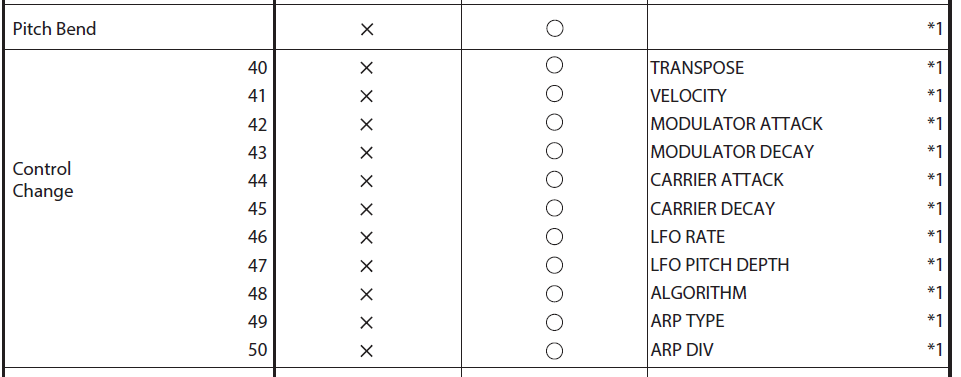 Pitch Bend × ○ *1
40 × ○ TRANSPOSE *1
41 × ○ VELOCITY *1
42 × ○ MODULATOR ATTACK *1
43 × ○ MODULATOR DECAY *1
Control Change
44 × ○ CARRIER ATTACK *1
45 × ○ CARRIER DECAY *1
46 × ○ LFO RATE *1
47 × ○ LFO PITCH DEPTH *1
48 × ○ ALGORITHM *1
49 × ○ ARP TYPE *1
50 × ○ ARP DIV *1